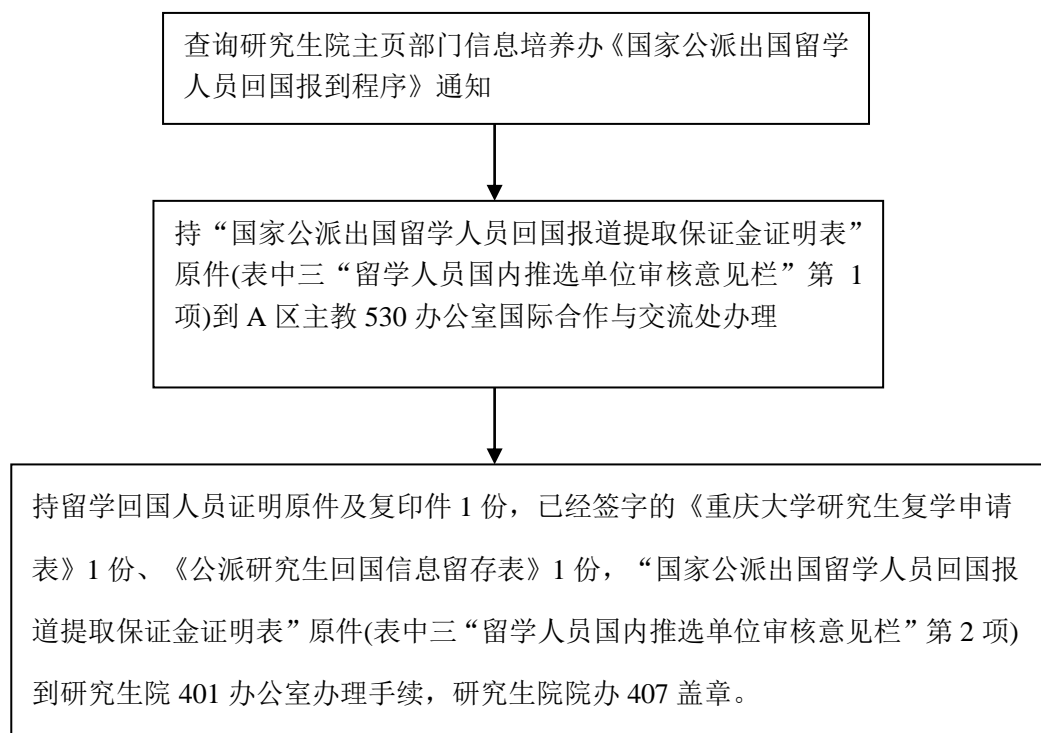 查询研究生院主页部门信息培养办《国家公派出国留学
人员回国报到程序》通知
持“国家公派出国留学人员回国报道提取保证金证明表”
原件(表中三“留学人员国内推选单位审核意见栏”第 1
项)到 A 区主教 530 办公室国际合作与交流处办理
持留学回国人员证明原件及复印件 1 份，已经签字的《重庆大学研究生复学申请
表》1 份、《公派研究生回国信息留存表》1 份，“国家公派出国留学人员回国报
道提取保证金证明表”原件(表中三“留学人员国内推选单位审核意见栏”第 2 项)
到研究生院 401 办公室办理手续，研究生院院办 407 盖章。